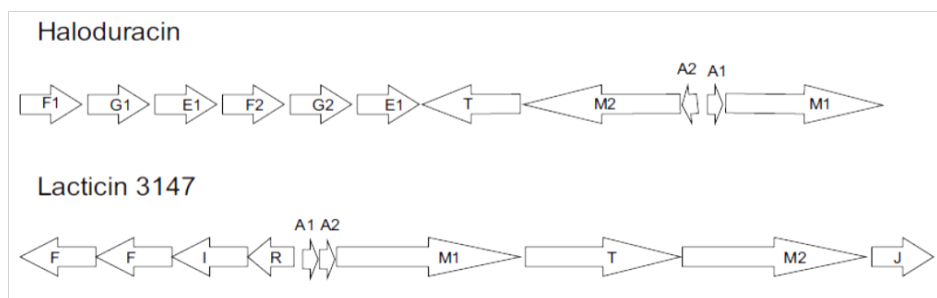 Haloduracin
A2 A1
F1 G1 E1 F2 G2 E1 T M2 M1
Lacticin 3147
A1 A2
F F I R M1 T M2 J